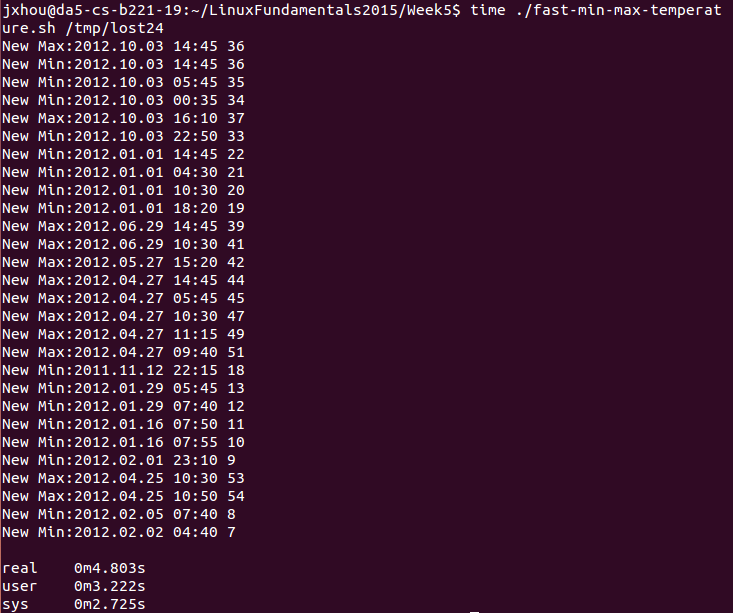 jxhou@da5-cs-b221-19:~/LinuxFundamentals2015/Week5$ time ./fast-min-max-temperat
ure.sh /tmp/lost24
New Max:2012.10.03 14:45 36
New Min:2012.10.03 14:45 36
New Min:2012.10.03 05:45 35
New Min:2012.10.03 00:35 34
New Max:2012.10.03 16:10 37
New Min:2012.10.03 22:50 33
New Min:2012.01.01 14:45 22
New Min:2012.01.01 04:30 21
New Min:2012.01.01 10:30 20
New Min:2012.01.01 18:20 19
New Max:2012.06.29 14:45 39
New Max:2012.06.29 10:30 41
New Max:2012.05.27 15:20 42
New Max:2012.04.27 14:45 44
New Max:2012.04.27 05:45 45
New Max:2012.04.27 10:30 47
New Max:2012.04.27 11:15 49
New Max:2012.04.27 09:40 51
New Min:2011.11.12 22:15 18
New Min:2012.01.29 05:45 13
New Min:2012.01.29 07:40 12
New Min:2012.01.16 07:50 11
New Min:2012.01.16 07:55 10
New Min:2012.02.01 23:10 9
New Max:2012.04.25 10:30 53
New Max:2012.04.25 10:50 54
New Min:2012.02.05 07:40 8
New Min:2012.02.02 04:40 7
real 0m4.803s
user 0m3.222s
sys 0m2.725s